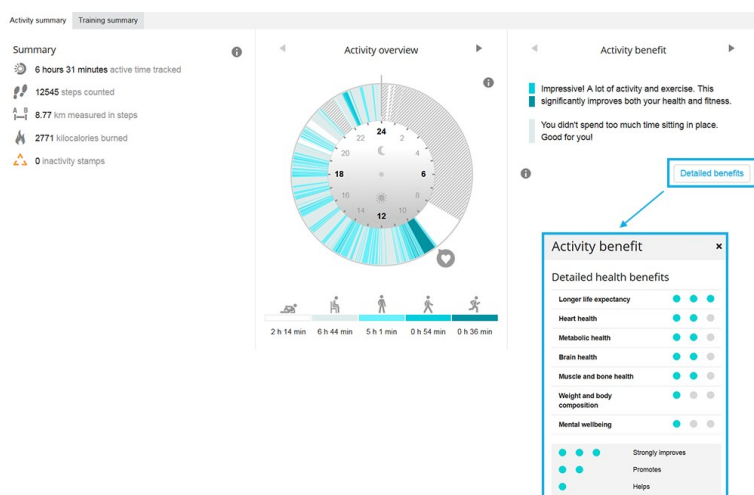 Activity summary
Training summary
Summary
6 hours 31 minutes active time tracked
12545 steps counted
A B
8.77 km measured in steps
2771 kilocalories burned
0 inactivity stamps
Activity overview
24
22 2
20 4
18 6
16 8
14 10
12
2 h 14 min 6 h 44 min 5 h 1 min 0 h 54 min 0 h 36 min
Activity benefit
Impressive! A lot of activity and exercise. This
significantly improves both your health and fitness.
You didn't spend too much time sitting in place.
Good for you!
Detailed benefits
Activity benefit ×
Detailed health benefits
Longer life expectancy
Heart health
Metabolic health
Brain health
Muscle and bone health
Weight and body
composition
Mental wellbeing
Strongly improves
Promotes
Helps